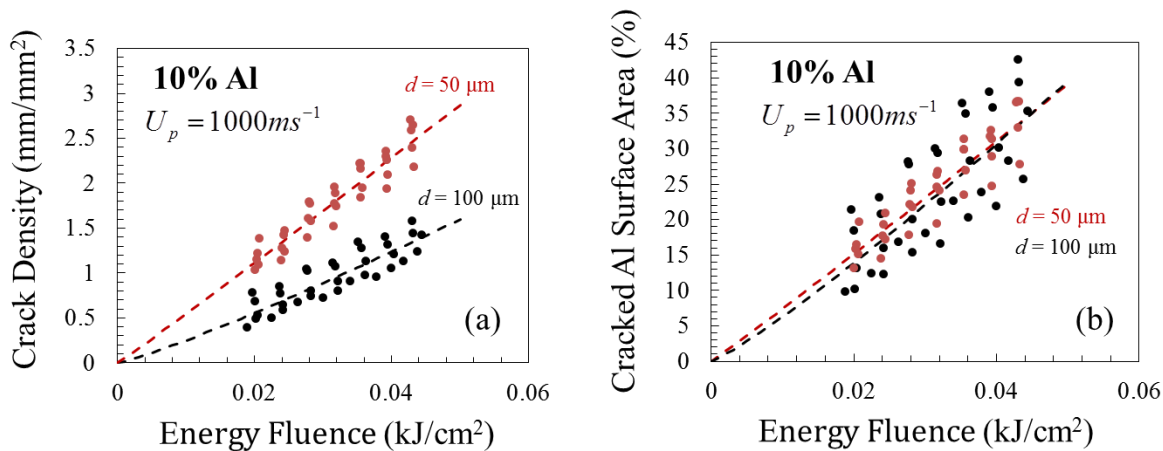 Crack Density (mm/mm²)
3.5
3
2.5
2
1.5
1
0.5
0
10% Al
U_p = 1000ms⁻¹
d = 50 μm
d = 100 μm
(a)
0
0.02
0.04
0.06
Energy Fluence (kJ/cm²)
Cracked Al Surface Area (%)
45
40
35
30
25
20
15
10
5
0
10% Al
U_p = 1000ms⁻¹
d = 50 μm
d = 100 μm
(b)
0
0.02
0.04
0.06
Energy Fluence (kJ/cm²)